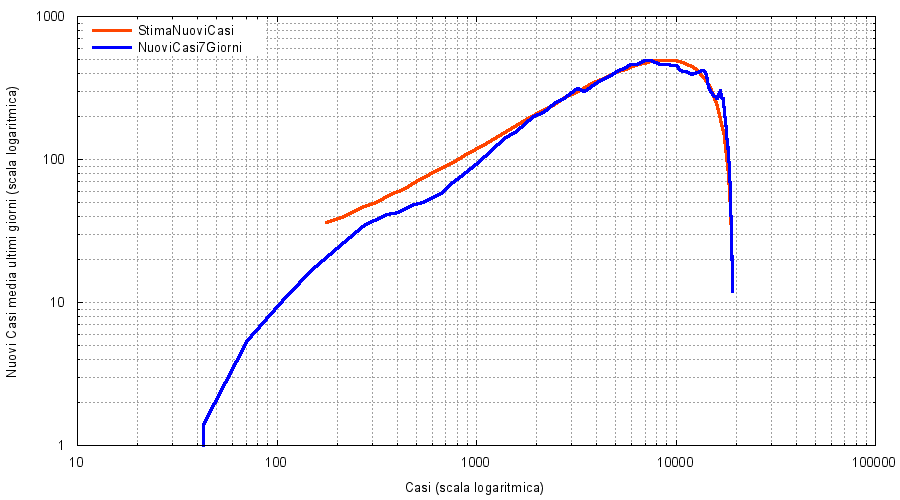 1000
StimaNuoviCasi
NuoviCasi7Giorni
100
10
1
Nuovi Casi media ultimi giorni (scala logaritmica)
10 100 1000 10000 100000
Casi (scala logaritmica)